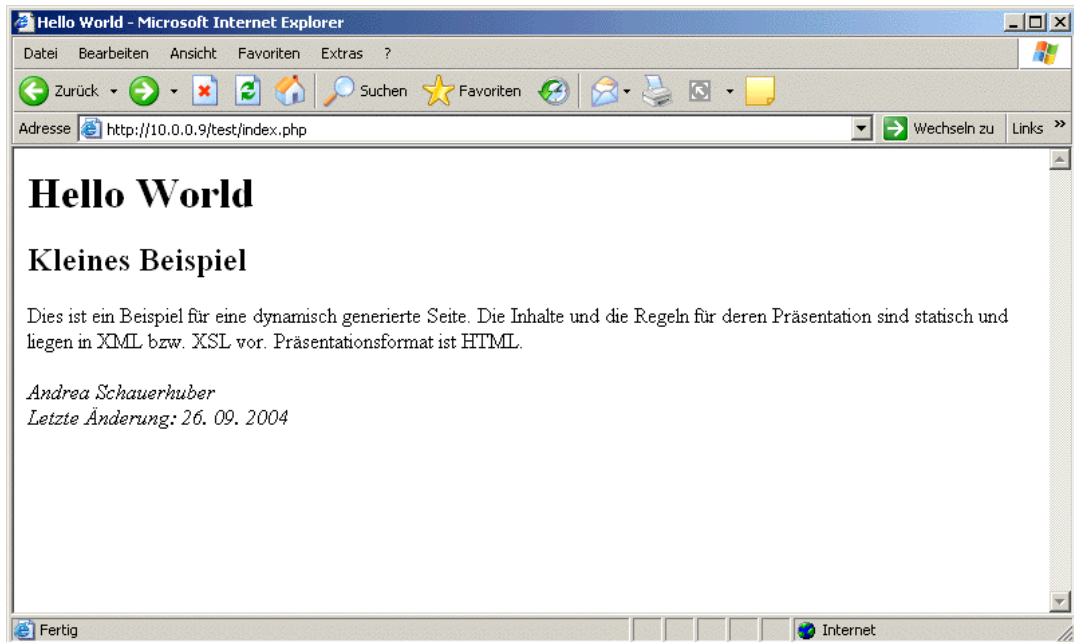 Hello World - Microsoft Internet Explorer
Datei Bearbeiten Ansicht Favoriten Extras ?
Zurück Suchen Favoriten
Adresse http://10.0.0.9/test/index.php Wechseln zu Links »
Hello World
Kleines Beispiel
Dies ist ein Beispiel für eine dynamisch generierte Seite. Die Inhalte und die Regeln für deren Präsentation sind statisch und
liegen in XML bzw. XSL vor. Präsentationsformat ist HTML.
Andrea Schauerhuber
Letzte Änderung: 26. 09. 2004
Fertig Internet